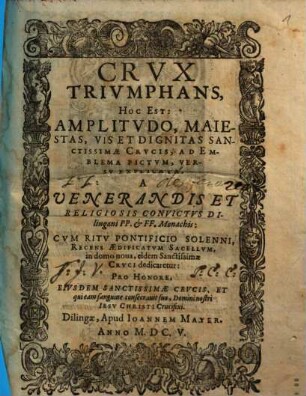 CRVX
TRIVMPHANS,
HOC EST:
AMPLITVDO, MAIE-
STAS, VIS ET DIGNITAS SAN-
CTISSIMÆ CRVCIS, AD EM-
BLEMA PICTVM, VER-
A
VENERANDIS ET
RELIGIOSIS CONVICTVS DI-
lingani PP. & FF. Monachis:
CVM RITV PONTIFICIO SOLENNI,
RECENS ÆDIFICATVM SACELLVM,
in domo noua, eidem Sanctissimæ
CRVCI dedicaretur:
PRO HONORE,
EIVSDEM SANCTISSIMÆ CRVCIS, ET
qui eam sanguine consecrauit suo, Domini nostri
IESV CHRISTI Crucifixi.
Dilingæ, Apud IOANNEM MAYER.
ANNO M. DC. V.